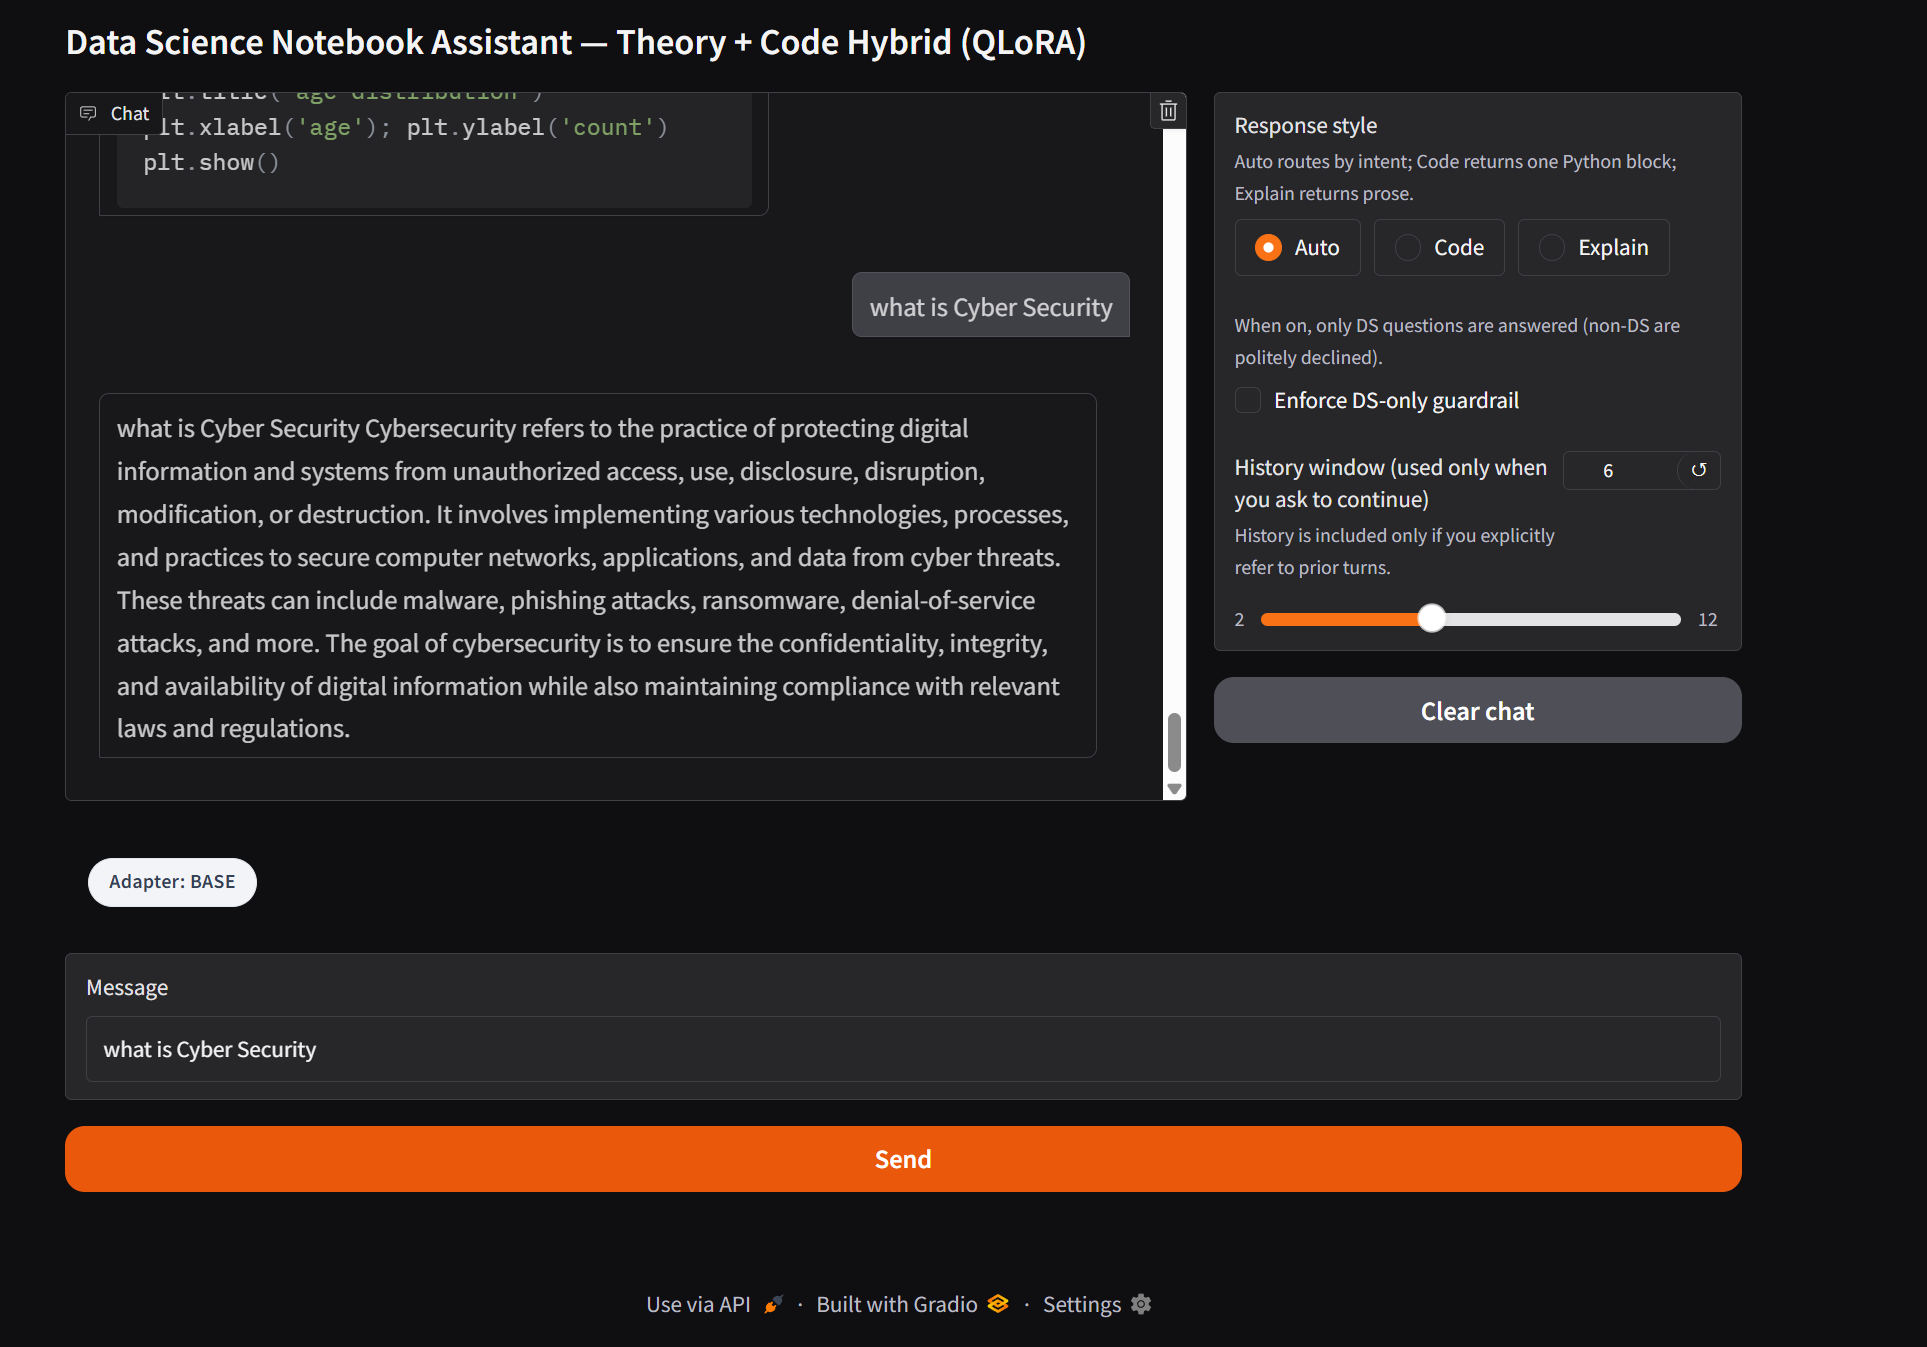 Data Science Notebook Assistant — Theory + Code Hybrid (QLoRA)
Chat
plt.title('age distribution')
plt.xlabel('age'); plt.ylabel('count')
plt.show()
what is Cyber Security
what is Cyber Security Cybersecurity refers to the practice of protecting digital
information and systems from unauthorized access, use, disclosure, disruption,
modification, or destruction. It involves implementing various technologies, processes,
and practices to secure computer networks, applications, and data from cyber threats.
These threats can include malware, phishing attacks, ransomware, denial-of-service
attacks, and more. The goal of cybersecurity is to ensure the confidentiality, integrity,
and availability of digital information while also maintaining compliance with relevant
laws and regulations.
Response style
Auto routes by intent; Code returns one Python block;
Explain returns prose.
Auto Code Explain
When on, only DS questions are answered (non-DS are
politely declined).
Enforce DS-only guardrail
History window (used only when
you ask to continue)
6
History is included only if you explicitly
refer to prior turns.
2 12
Clear chat
Adapter: BASE
Message
what is Cyber Security
Send
Use via API · Built with Gradio · Settings